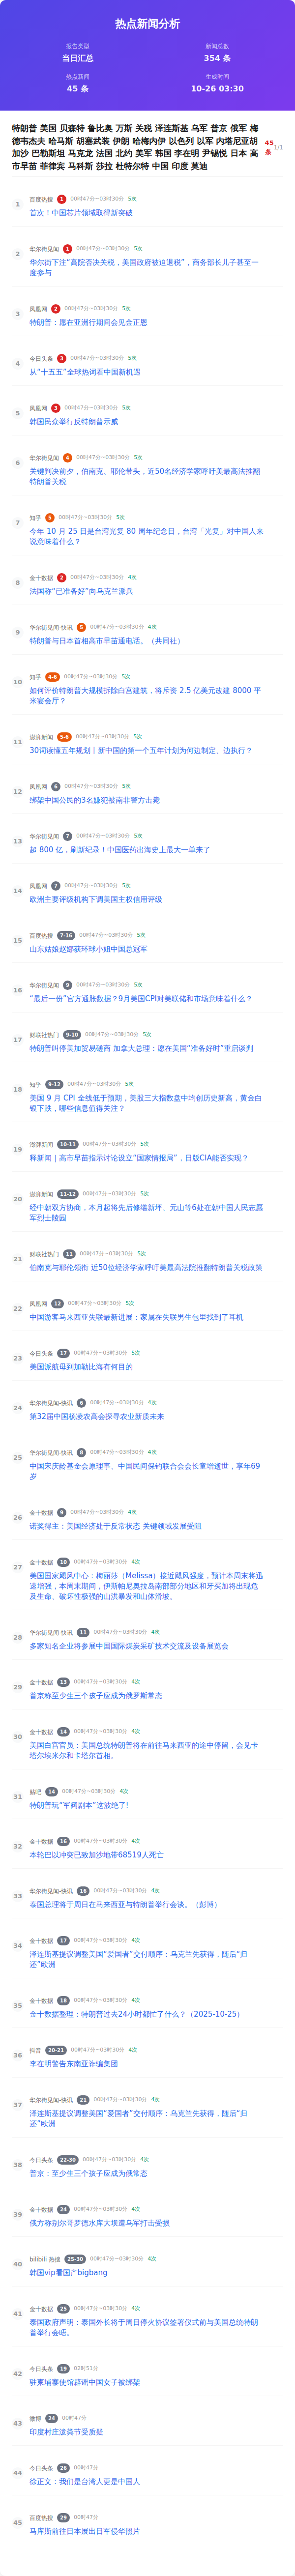 热点新闻分析
报告类型
当日汇总
新闻总数
354 条
热点新闻
45 条
生成时间
10-26 03:30
特朗普 美国 贝森特 鲁比奥 万斯 关税 泽连斯基 乌军 普京 俄军 梅
德韦杰夫 哈马斯 胡塞武装 伊朗 哈梅内伊 以色列 以军 内塔尼亚胡
加沙 巴勒斯坦 马克龙 法国 北约 美军 韩国 李在明 尹锡悦 日本 高
市早苗 菲律宾 马科斯 莎拉 杜特尔特 中国 印度 莫迪
45
条
1/1
1
百度热搜 1 00时47分~03时30分 5次
首次！中国芯片领域取得新突破
2
华尔街见闻 1 00时47分~03时30分 5次
华尔街下注“高院否决关税，美国政府被迫退税”，商务部长儿子甚至一
度参与
3
凤凰网 2 00时47分~03时30分 5次
特朗普：愿在亚洲行期间会见金正恩
4
今日头条 3 00时47分~03时30分 5次
从“十五五”全球热词看中国新机遇
5
凤凰网 3 00时47分~03时30分 5次
韩国民众举行反特朗普示威
6
华尔街见闻 4 00时47分~03时30分 5次
关键判决前夕，伯南克、耶伦带头，近50名经济学家呼吁美最高法推翻
特朗普关税
7
知乎 5 00时47分~03时30分 5次
今年 10 月 25 日是台湾光复 80 周年纪念日，台湾「光复」对中国人来
说意味着什么？
8
金十数据 2 00时47分~03时30分 4次
法国称“已准备好”向乌克兰派兵
9
华尔街见闻-快讯 5 00时47分~03时30分 4次
特朗普与日本首相高市早苗通电话。（共同社）
10
知乎 4-6 00时47分~03时30分 5次
如何评价特朗普大规模拆除白宫建筑，将斥资 2.5 亿美元改建 8000 平
米宴会厅？
11
澎湃新闻 5-6 00时47分~03时30分 5次
30词读懂五年规划丨新中国的第一个五年计划为何边制定、边执行？
12
凤凰网 6 00时47分~03时30分 5次
绑架中国公民的3名嫌犯被南非警方击毙
13
华尔街见闻 7 00时47分~03时30分 5次
超 800 亿，刷新纪录！中国医药出海史上最大一单来了
14
凤凰网 7 00时47分~03时30分 5次
欧洲主要评级机构下调美国主权信用评级
15
百度热搜 7-16 00时47分~03时30分 5次
山东姑娘赵娜获环球小姐中国总冠军
16
华尔街见闻 9 00时47分~03时30分 5次
“最后一份”官方通胀数据？9月美国CPI对美联储和市场意味着什么？
17
财联社热门 9-10 00时47分~03时30分 5次
特朗普叫停美加贸易磋商 加拿大总理：愿在美国“准备好时”重启谈判
18
知乎 9-12 00时47分~03时30分 5次
美国 9 月 CPI 全线低于预期，美股三大指数盘中均创历史新高，黄金白
银下跌，哪些信息值得关注？
19
澎湃新闻 10-11 00时47分~03时30分 5次
释新闻｜高市早苗指示讨论设立“国家情报局”，日版CIA能否实现？
20
澎湃新闻 11-12 00时47分~03时30分 5次
经中朝双方协商，本月起将先后修缮新坪、元山等6处在朝中国人民志愿
军烈士陵园
21
财联社热门 11 00时47分~03时30分 5次
伯南克与耶伦领衔 近50位经济学家呼吁美最高法院推翻特朗普关税政策
22
凤凰网 12 00时47分~03时30分 5次
中国游客马来西亚失联最新进展：家属在失联男生包里找到了耳机
23
今日头条 17 00时47分~03时30分 5次
美国派航母到加勒比海有何目的
24
华尔街见闻-快讯 6 00时47分~03时30分 4次
第32届中国杨凌农高会探寻农业新质未来
25
华尔街见闻-快讯 8 00时47分~03时30分 4次
中国宋庆龄基金会原理事、中国民间保钓联合会会长童增逝世，享年69
岁
26
金十数据 9 00时47分~03时30分 4次
诺奖得主：美国经济处于反常状态 关键领域发展受阻
27
金十数据 10 00时47分~03时30分 4次
美国国家飓风中心：梅丽莎（Melissa）接近飓风强度，预计本周末将迅
速增强，本周末期间，伊斯帕尼奥拉岛南部部分地区和牙买加将出现危
及生命、破坏性极强的山洪暴发和山体滑坡。
28
华尔街见闻-快讯 11 00时47分~03时30分 4次
多家知名企业将参展中国国际煤炭采矿技术交流及设备展览会
29
金十数据 13 00时47分~03时30分 4次
普京称至少生三个孩子应成为俄罗斯常态
30
金十数据 14 00时47分~03时30分 4次
美国白宫官员：美国总统特朗普将在前往马来西亚的途中停留，会见卡
塔尔埃米尔和卡塔尔首相。
31
贴吧 14 00时47分~03时30分 4次
特朗普玩“军阀剧本”这波绝了!
32
金十数据 16 00时47分~03时30分 4次
本轮巴以冲突已致加沙地带68519人死亡
33
华尔街见闻-快讯 16 00时47分~03时30分 4次
泰国总理将于周日在马来西亚与特朗普举行会谈。（彭博）
34
金十数据 17 00时47分~03时30分 4次
泽连斯基提议调整美国“爱国者”交付顺序：乌克兰先获得，随后“归
还”欧洲
35
金十数据 18 00时47分~03时30分 4次
金十数据整理：特朗普过去24小时都忙了什么？（2025-10-25）
36
抖音 20-21 00时47分~03时30分 4次
李在明警告东南亚诈骗集团
37
华尔街见闻-快讯 21 00时47分~03时30分 4次
泽连斯基提议调整美国“爱国者”交付顺序：乌克兰先获得，随后“归
还”欧洲
38
今日头条 22-30 00时47分~03时30分 4次
普京：至少生三个孩子应成为俄常态
39
金十数据 24 00时47分~03时30分 4次
俄方称别尔哥罗德水库大坝遭乌军打击受损
40
bilibili 热搜 25-30 00时47分~03时30分 4次
韩国vip看国产bigbang
41
金十数据 25 00时47分~03时30分 4次
泰国政府声明：泰国外长将于周日停火协议签署仪式前与美国总统特朗
普举行会晤。
42
今日头条 19 02时51分
驻柬埔寨使馆辟谣中国女子被绑架
43
微博 24 00时47分
印度村庄泼粪节受质疑
44
今日头条 26 00时47分
徐正文：我们是台湾人更是中国人
45
百度热搜 29 00时47分
马库斯前往日本展出日军侵华照片